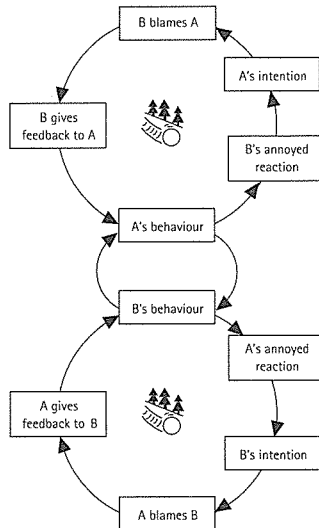 B blames A
A's intention
B gives
feedback to A
B's annoyed
reaction
A's behaviour
B's behaviour
A's annoyed
reaction
A gives
feedback to B
B's intention
A blames B